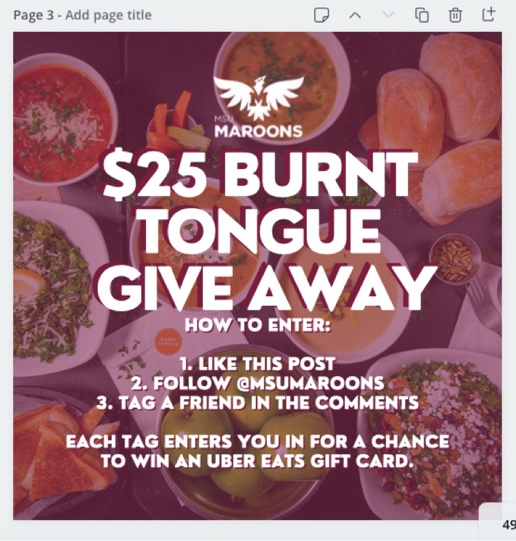 Page 3 - Add page title
MSU
MAROONS
$25 BURNT
TONGUE
GIVE AWAY
HOW TO ENTER:
1. LIKE THIS POST
2. FOLLOW @MSUMAROONS
3. TAG A FRIEND IN THE COMMENTS
EACH TAG ENTERS YOU IN FOR A CHANCE
TO WIN AN UBER EATS GIFT CARD.
49